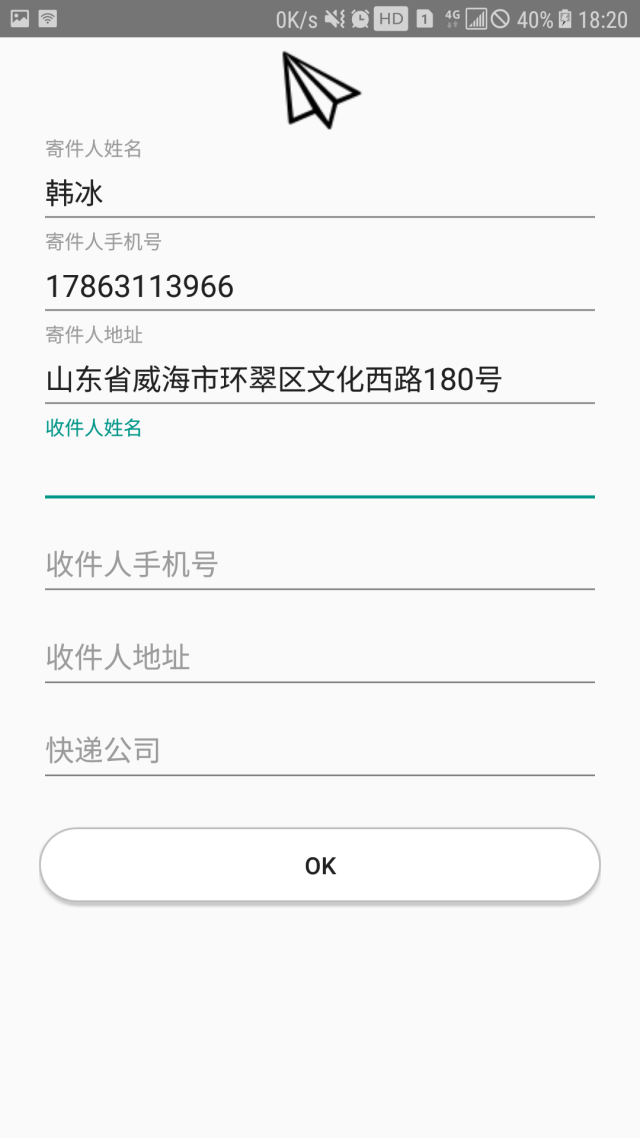 0K/s HD 1 4G 40% 18:20
寄件人姓名
韩冰
寄件人手机号
17863113966
寄件人地址
山东省威海市环翠区文化西路180号
收件人姓名
收件人手机号
收件人地址
快递公司
OK